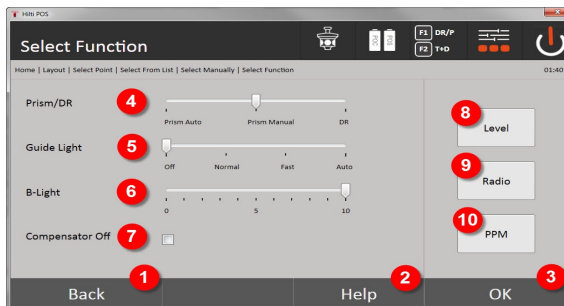 Hilti POS
Select Function
PDC POS
F1 DR/P
F2 T+D
Home | Layout | Select Point | Select From List | Select Manually | Select Function
01:40
Prism/DR
4
Prism Auto Prism Manual DR
Guide Light
5
Off Normal Fast Auto
B-Light
6
0 5 10
Compensator Off
7
8
Level
9
Radio
10
PPM
1
Back
2
Help
3
OK